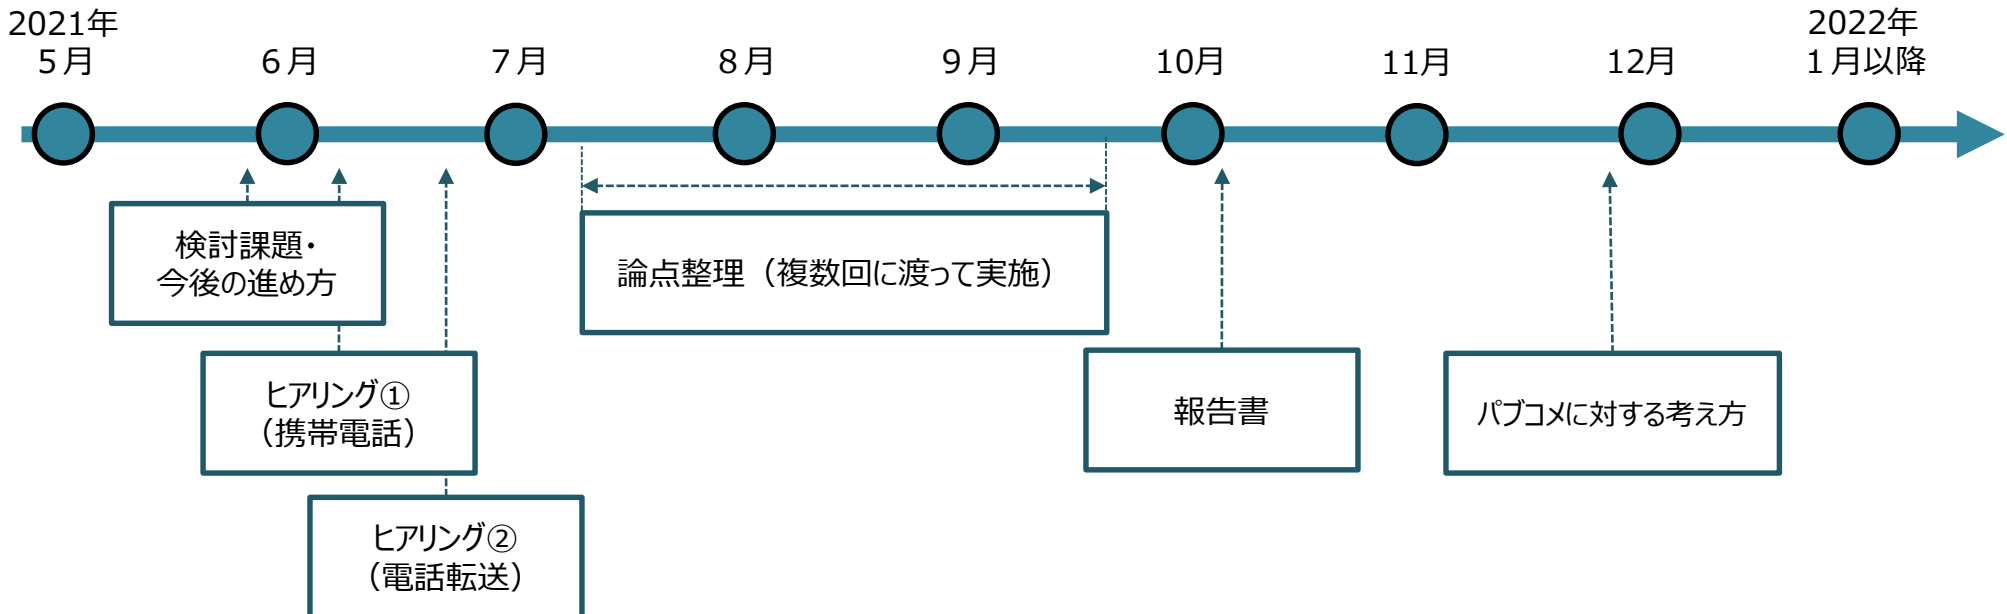 2021年
５月
６月
７月
８月
９月
10月
11月
12月
2022年
１月以降
検討課題・
今後の進め方
論点整理（複数回に渡って実施）
ヒアリング①
（携帯電話）
報告書
パブコメに対する考え方
ヒアリング②
（電話転送）